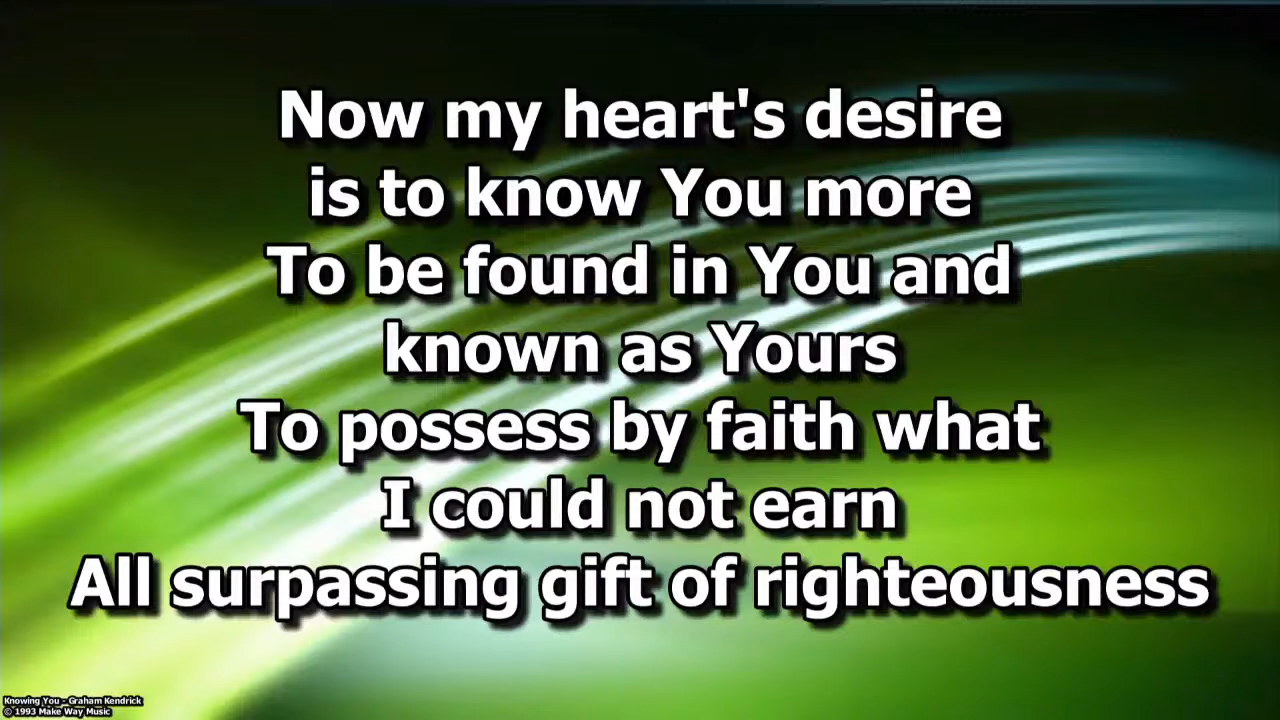 Now my heart's desire
is to know You more
To be found in You and
known as Yours
To possess by faith what
I could not earn
All surpassing gift of righteousness
Knowing You - Graham Kendrick
© 1993 Make Way Music